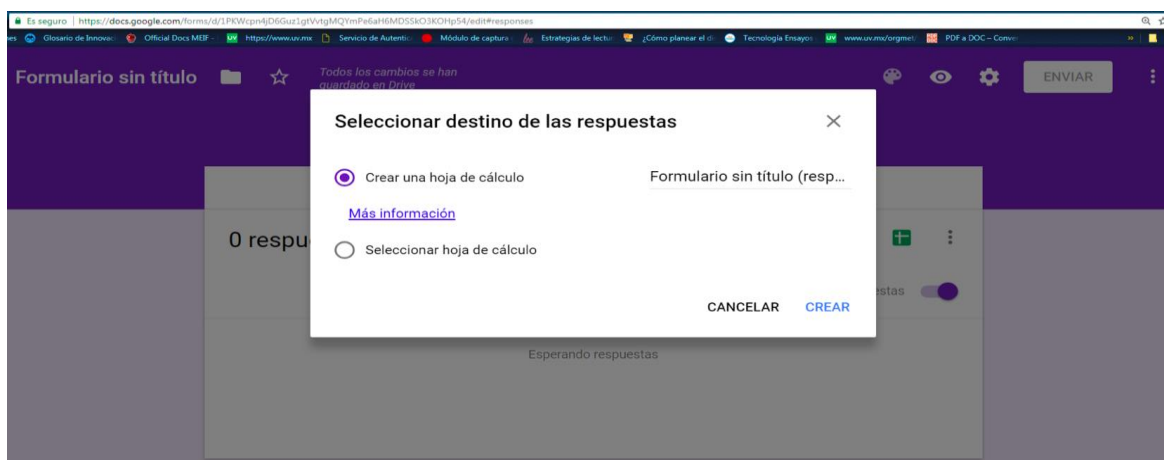 Es seguro | https://docs.google.com/forms/d/1PKWcpn4jD6Guz1gtVvtgMQYmPe6aH6MDSSkO3KOHp54/edit#responses
Glosario de Innovac Official Docs MEIF - UV https://www.uv.mx Servicio de Autentic Módulo de captura Estrategias de lectu ¿Cómo planear el di Tecnología Ensayos UV www.uv.mx/orgmet/ PDF a DOC – Conve »
Formulario sin título Todos los cambios se han ENVIAR
guardado en Drive
Seleccionar destino de las respuestas
Crear una hoja de cálculo Formulario sin título (resp...
Más información
0 respu
Seleccionar hoja de cálculo
estas
CANCELAR CREAR
Esperando respuestas